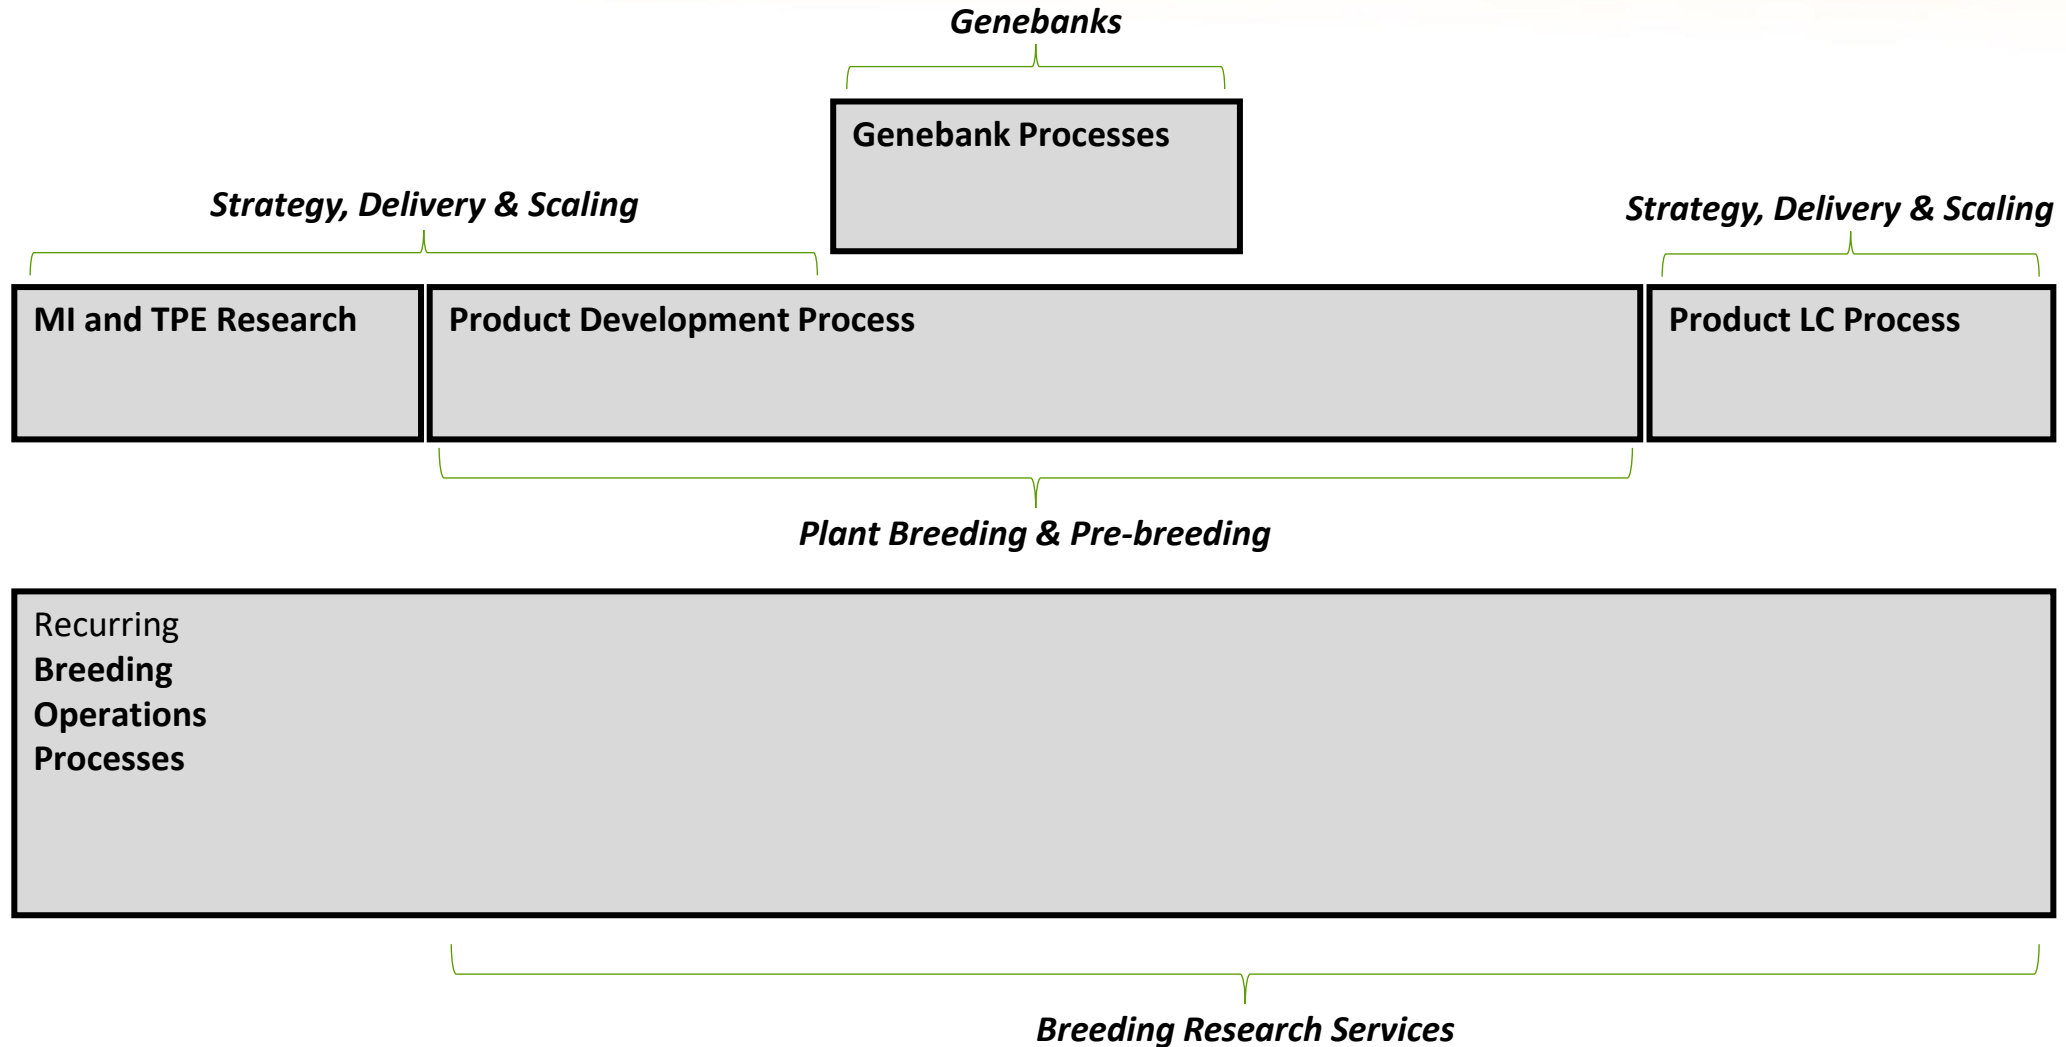 Genebanks
Genebank Processes
Strategy, Delivery & Scaling
Strategy, Delivery & Scaling
MI and TPE Research
Product Development Process
Product LC Process
Plant Breeding & Pre-breeding
Recurring
Breeding
Operations
Processes
Breeding Research Services